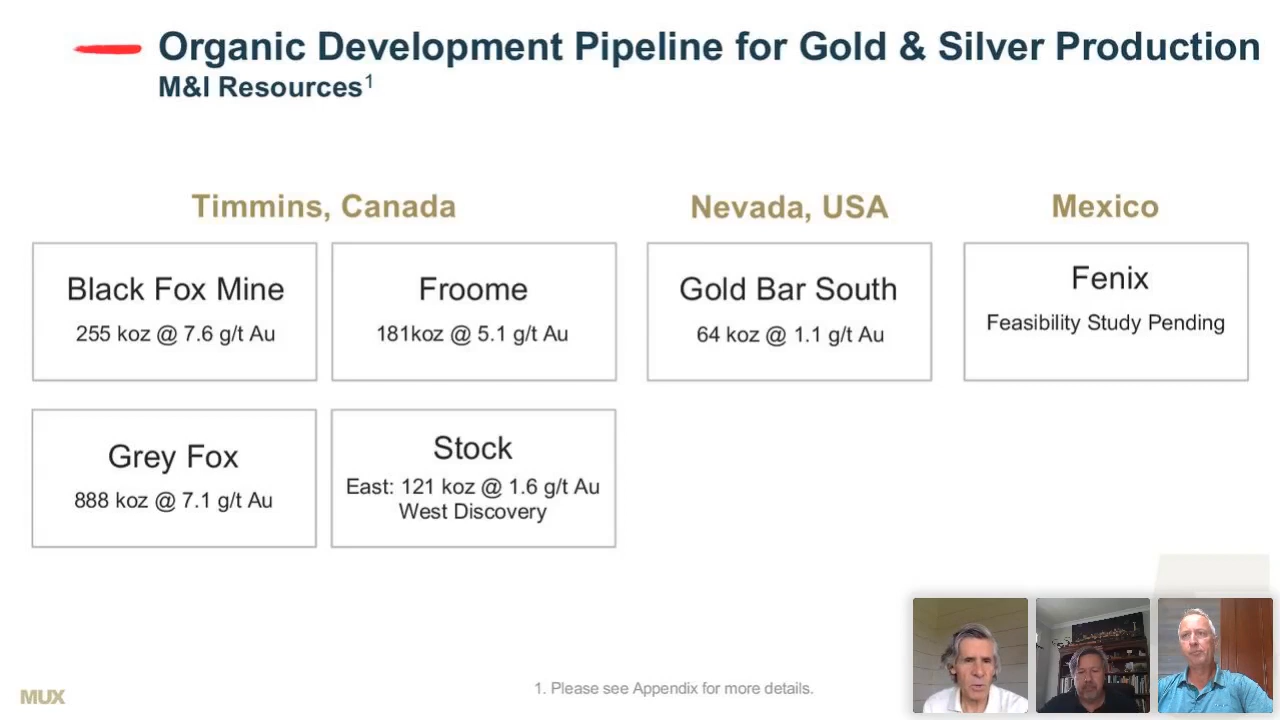 Organic Development Pipeline for Gold & Silver Production
M&I Resources¹
Timmins, Canada
Nevada, USA
Mexico
Black Fox Mine
255 koz @ 7.6 g/t Au
Froome
181koz @ 5.1 g/t Au
Gold Bar South
64 koz @ 1.1 g/t Au
Fenix
Feasibility Study Pending
Grey Fox
888 koz @ 7.1 g/t Au
Stock
East: 121 koz @ 1.6 g/t Au
West Discovery
MUX
1. Please see Appendix for more details.